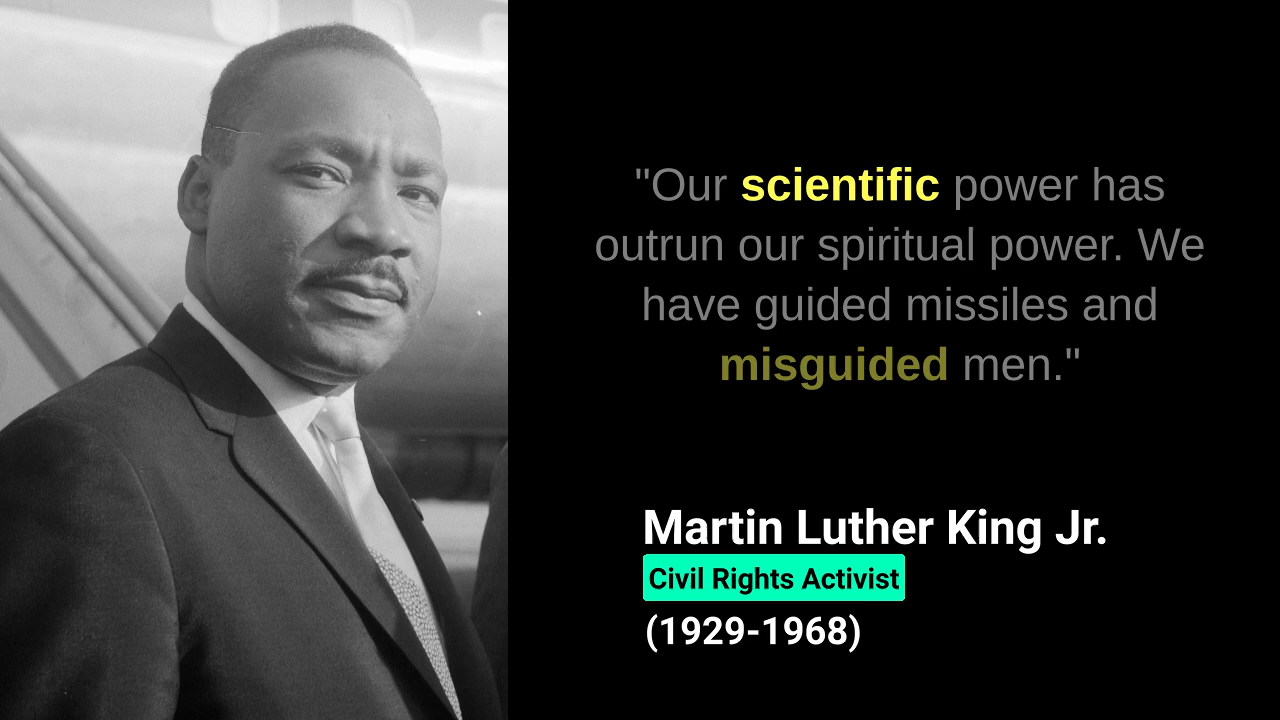 "Our scientific power has
outrun our spiritual power. We
have guided missiles and
misguided men."
Martin Luther King Jr.
Civil Rights Activist
(1929-1968)